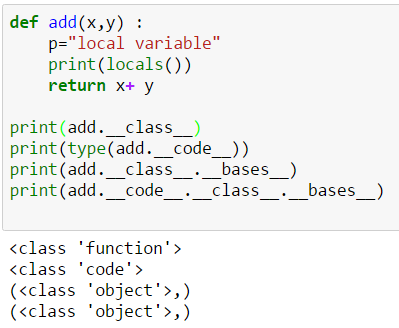 def add(x,y) :
    p="local variable"
    print(locals())
    return x+ y
print(add.__class__)
print(type(add.__code__))
print(add.__class__.__bases__)
print(add.__code__.__class__.__bases__)
<class 'function'>
<class 'code'>
(<class 'object'>,)
(<class 'object'>,)